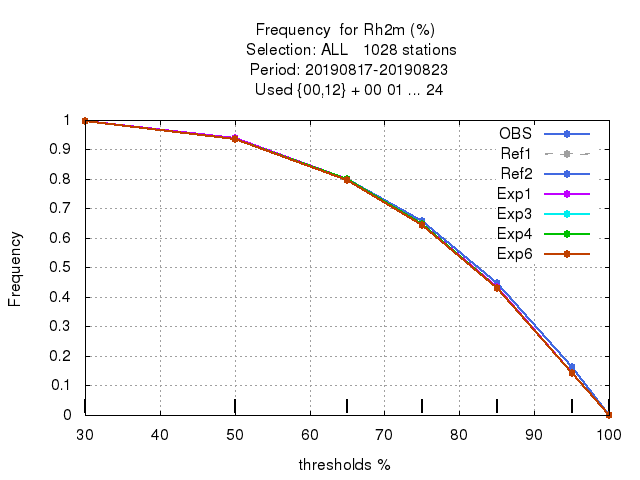 Frequency for Rh2m (%)
Selection: ALL 1028 stations
Period: 20190817-20190823
Used {00,12} + 00 01 ... 24
1
0.9
0.8
0.7
0.6
0.5
0.4
0.3
0.2
0.1
0
Frequency
OBS
Ref1
Ref2
Exp1
Exp3
Exp4
Exp6
30 40 50 60 70 80 90 100
thresholds %